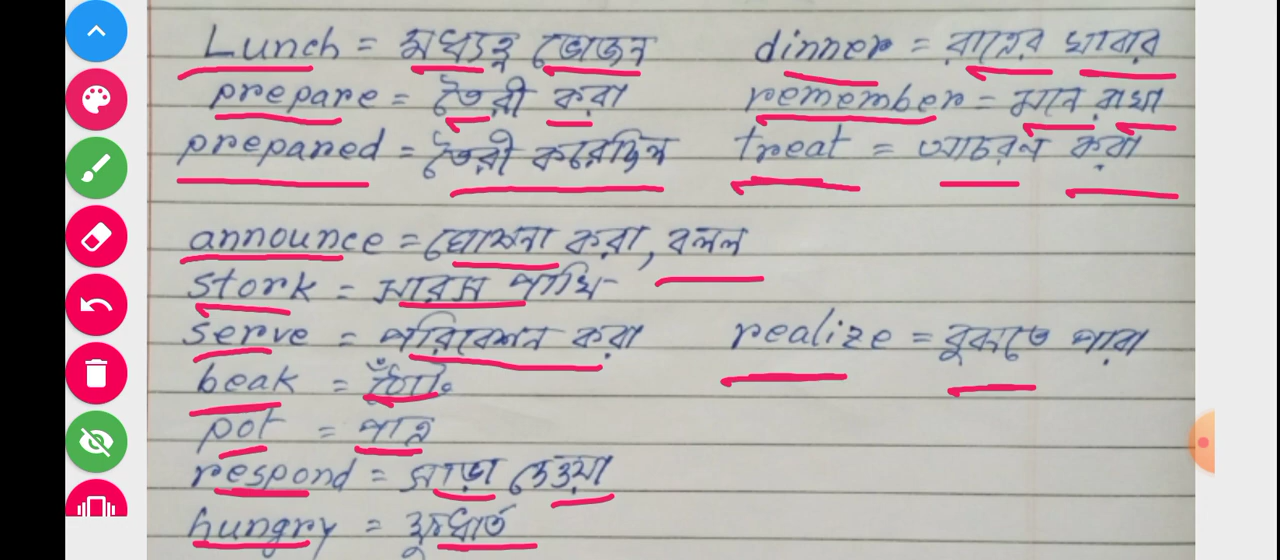 Lunch = মধ্যাহ্ন ভোজন dinner = রাতের খাবার
prepare = তৈরী করা remember = মনে রাখা
prepared = তৈরী করেছিল treat = আচরন করা
announce = ঘোষনা করা, বলল
stork = সারস পাখি
serve = পরিবেশন করা realize = বুঝতে পারা
beak = ঠোঁট
pot = পাত্র
respond = সাড়া দেওয়া
hungry = ক্ষুধার্ত